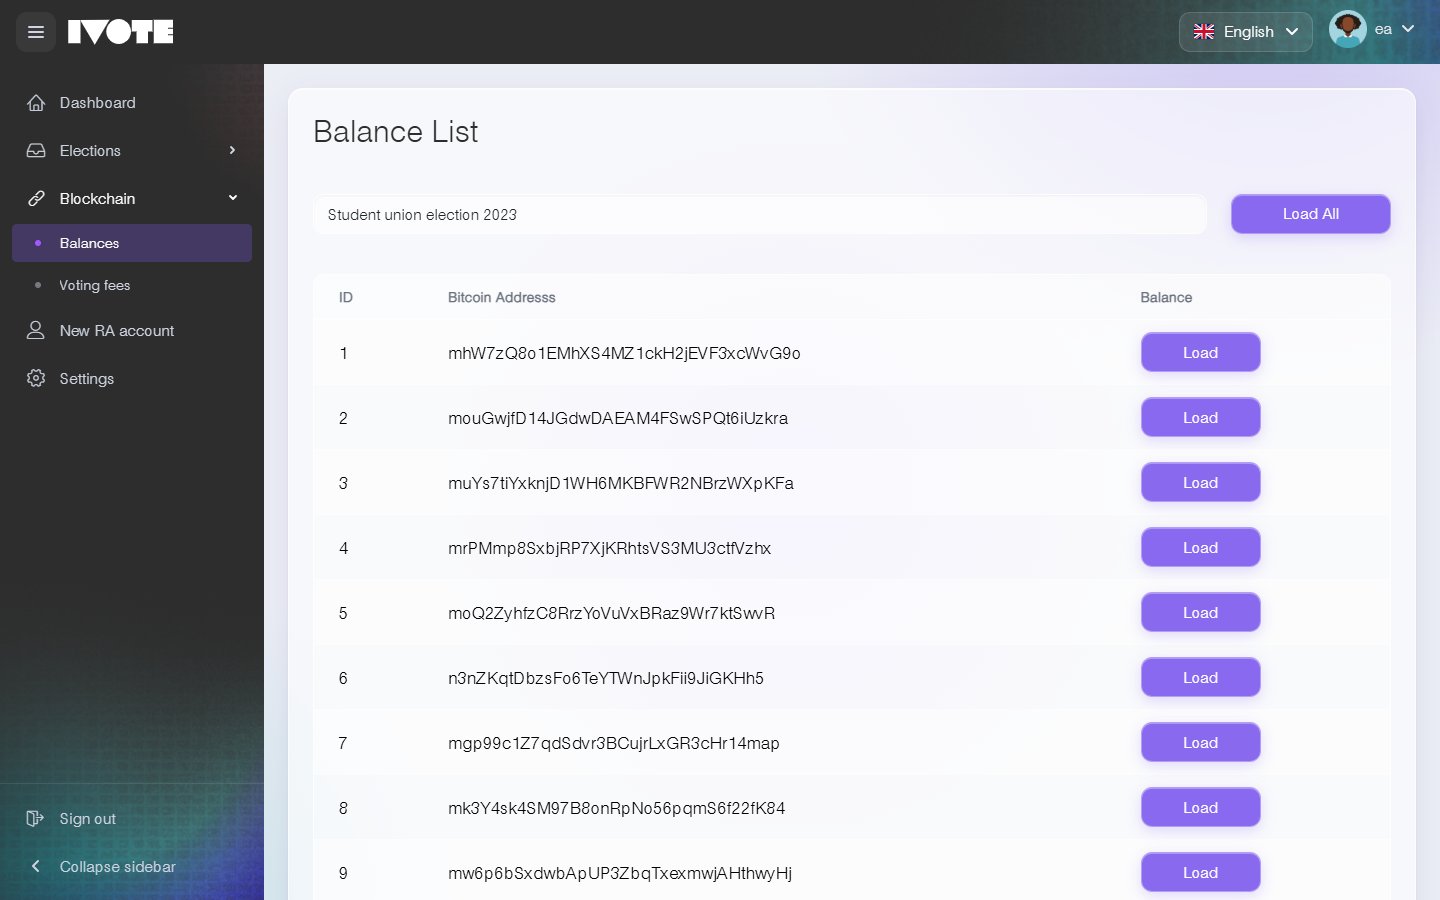 IVOTE
English
ea
Dashboard
Elections
Blockchain
Balances
Voting fees
New RA account
Settings
Sign out
Collapse sidebar
Balance List
Student union election 2023
Load All
ID Bitcoin Addresss Balance
1 mhW7zQ8o1EMhXS4MZ1ckH2jEVF3xcWvG9o Load
2 mouGwjfD14JGdwDAEAM4FSwSPQt6iUzkra Load
3 muYs7tiYxknjD1WH6MKBFWR2NBrzWXpKFa Load
4 mrPMmp8SxbjRP7XjKRhtsVS3MU3ctfVzhx Load
5 moQ2ZyhfzC8RrzYoVuVxBRaz9Wr7ktSwvR Load
6 n3nZKqtDbzsFo6TeYTWnJpkFii9JiGKHh5 Load
7 mgp99c1Z7qdSdvr3BCujrLxGR3cHr14map Load
8 mk3Y4sk4SM97B8onRpNo56pqmS6f22fK84 Load
9 mw6p6bSxdwbApUP3ZbqTxexmwjAHthwyHj Load